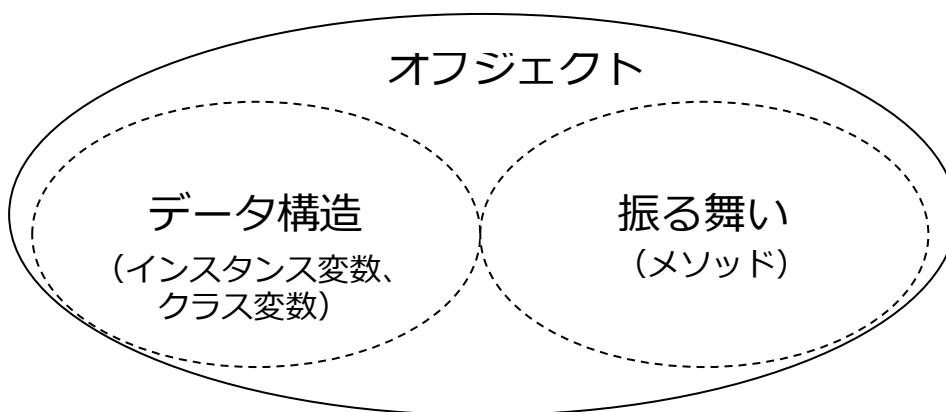 オブジェクト
データ構造
（インスタンス変数、
クラス変数）
振る舞い
（メソッド）